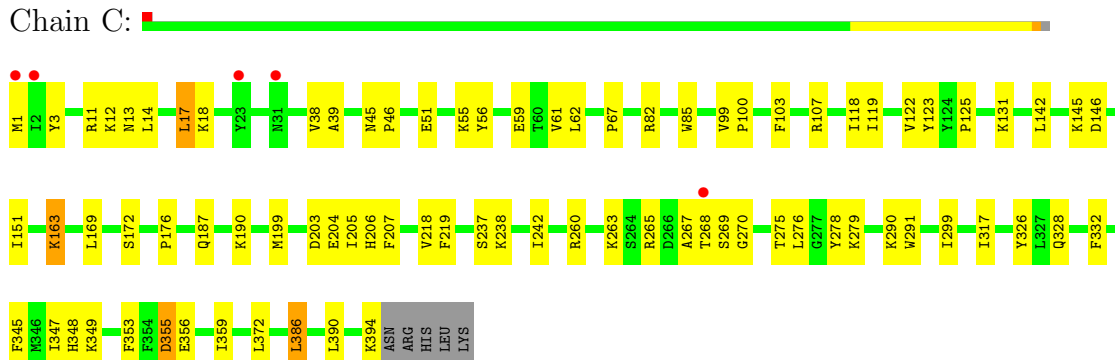 Chain C:
M1 I2 Y3 R11 K12 N13 L14 L17 K18 Y23 N31 V38 A39 N45 P46 E51 K55 Y56 E59 T60 V61 L62 P67 R82 W85 V99 P100 F103 R107 I118 I119 V122 Y123 Y124 P125 K131 L142 K145 D146
I151 K163 L169 S172 P176 Q187 K190 M199 D203 E204 I205 H206 F207 V218 F219 S237 K238 I242 R260 K263 S264 R265 D266 A267 T268 S269 G270 T275 L276 G277 Y278 K279 K290 W291 I299 I317 Y326 L327 Q328 F332
F345 M346 I347 H348 K349 F353 F354 D355 E356 I359 L372 L386 L390 K394 ASN ARG HIS LEU LYS